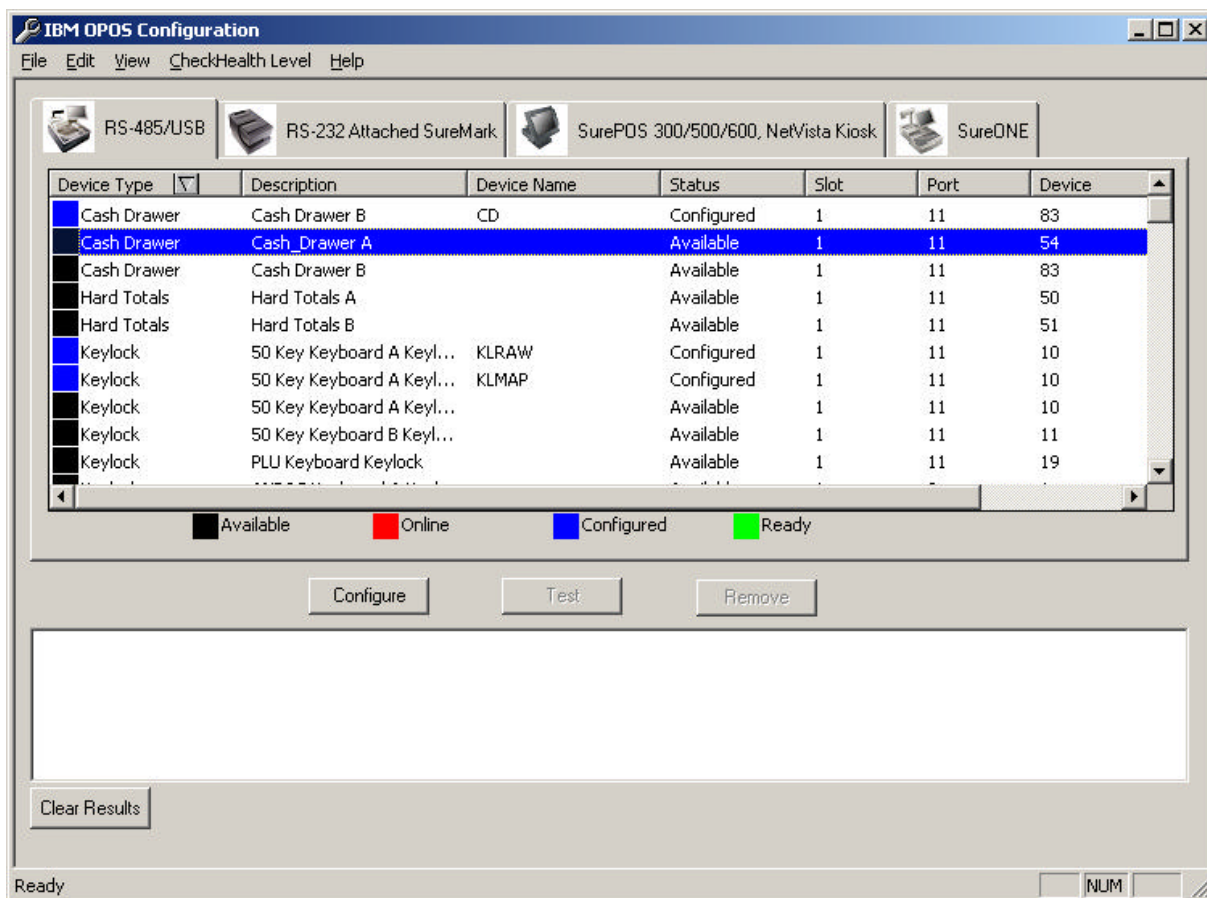 IBM OPOS Configuration
File Edit View CheckHealth Level Help
RS-485/USB RS-232 Attached SureMark SurePOS 300/500/600, NetVista Kiosk SureONE
Device Type Description Device Name Status Slot Port Device
Cash Drawer Cash Drawer B CD Configured 1 11 83
Cash Drawer Cash_Drawer A Available 1 11 54
Cash Drawer Cash Drawer B Available 1 11 83
Hard Totals Hard Totals A Available 1 11 50
Hard Totals Hard Totals B Available 1 11 51
Keylock 50 Key Keyboard A Keyl... KLRAW Configured 1 11 10
Keylock 50 Key Keyboard A Keyl... KLMAP Configured 1 11 10
Keylock 50 Key Keyboard A Keyl... Available 1 11 10
Keylock 50 Key Keyboard B Keyl... Available 1 11 11
Keylock PLU Keyboard Keylock Available 1 11 19
Available Online Configured Ready
Configure Test Remove
Clear Results
Ready NUM